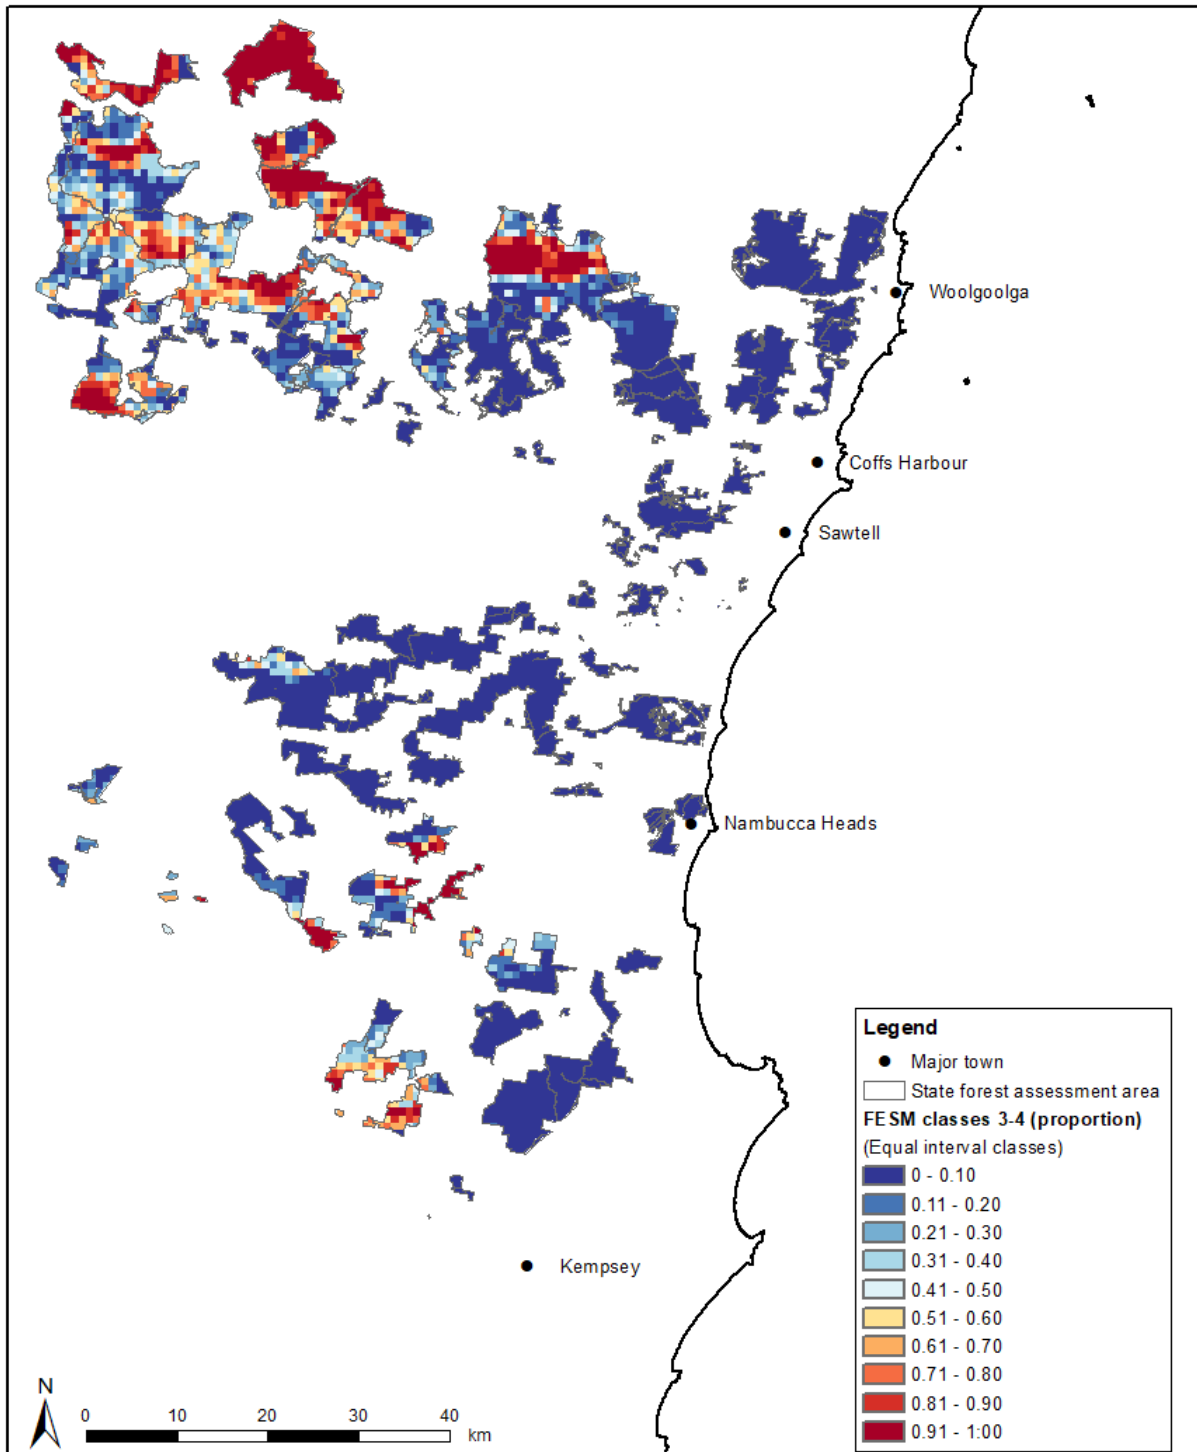 Woolgoolga
Coffs Harbour
Sawtell
Nambucca Heads
Kempsey
Legend
Major town
State forest assessment area
FESM classes 3-4 (proportion)
(Equal interval classes)
0 - 0.10
0.11 - 0.20
0.21 - 0.30
0.31 - 0.40
0.41 - 0.50
0.51 - 0.60
0.61 - 0.70
0.71 - 0.80
0.81 - 0.90
0.91 - 1:00
N
0 10 20 30 40
km